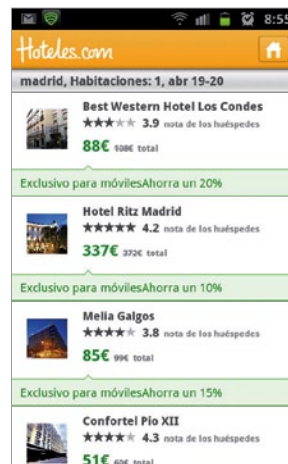 8:55
Hoteles.com
madrid, Habitaciones: 1, abr 19-20
Best Western Hotel Los Condes
3.9 nota de los huéspedes
88€ 108€ total
Exclusivo para móvilesAhorra un 20%
Hotel Ritz Madrid
4.2 nota de los huéspedes
337€ 372€ total
Exclusivo para móvilesAhorra un 10%
Melia Galgos
3.8 nota de los huéspedes
85€ 99€ total
Exclusivo para móvilesAhorra un 15%
Confortel Pio XII
4.3 nota de los huéspedes
51€ 60€ total